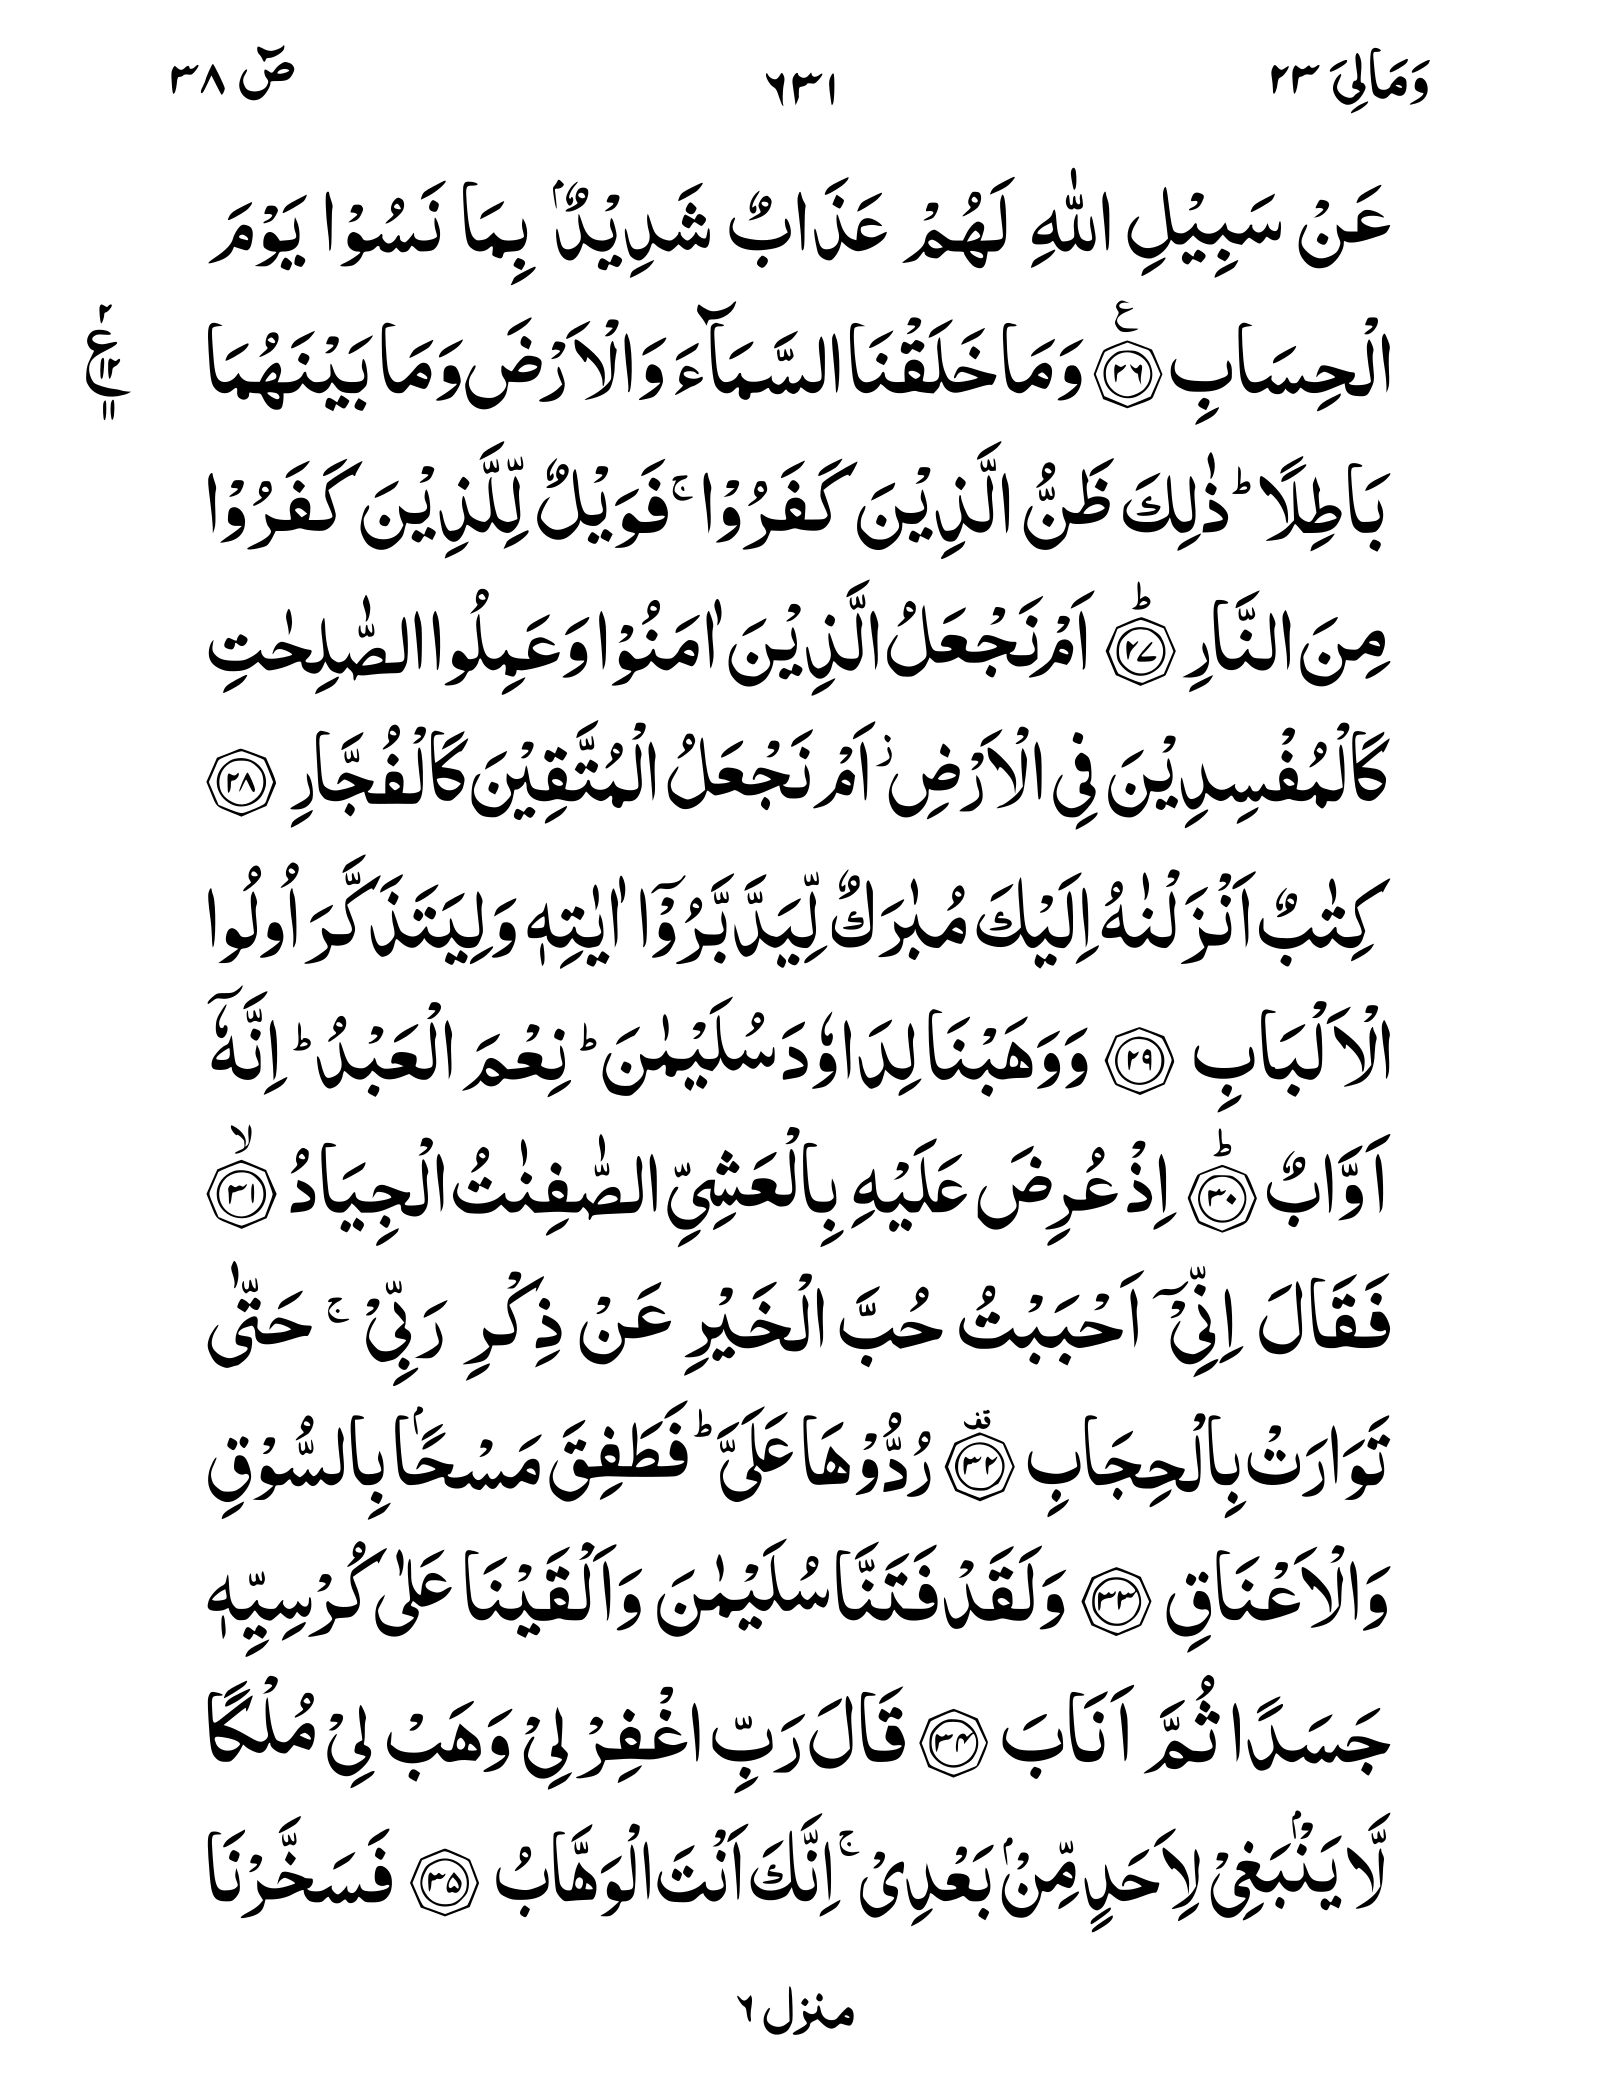 وَمَالِىَ ٢٣ ٦٣١ صٓ ٣٨
عَنْ سَبِيْلِ اللّٰهِ لَهُمْ عَذَابٌ شَدِيْدٌۢ بِمَا نَسُوْا يَوْمَ
الْحِسَابِ ۝٢٦ ع وَمَا خَلَقْنَا السَّمَآءَ وَالْاَرْضَ وَمَا بَيْنَهُمَا ٢ ع ١٢ ١١
بَاطِلًا ؕ ذٰلِكَ ظَنُّ الَّذِيْنَ كَفَرُوْا ۚ فَوَيْلٌ لِّلَّذِيْنَ كَفَرُوْا
مِنَ النَّارِ ۝٢٧ؕ اَمْ نَجْعَلُ الَّذِيْنَ اٰمَنُوْا وَعَمِلُوا الصّٰلِحٰتِ
كَالْمُفْسِدِيْنَ فِى الْاَرْضِ ؗ اَمْ نَجْعَلُ الْمُتَّقِيْنَ كَالْفُجَّارِ ۝٢٨
كِتٰبٌ اَنْزَلْنٰهُ اِلَيْكَ مُبٰرَكٌ لِّيَدَّبَّرُوْۤا اٰيٰتِهٖ وَلِيَتَذَكَّرَ اُولُوا
الْاَلْبَابِ ۝٢٩ وَوَهَبْنَا لِدَاوٗدَ سُلَيْمٰنَ ؕ نِعْمَ الْعَبْدُ ؕ اِنَّهٗۤ
اَوَّابٌ ۝٣٠ؕ اِذْ عُرِضَ عَلَيْهِ بِالْعَشِىِّ الصّٰفِنٰتُ الْجِيَادُ ۝٣١ۙ
فَقَالَ اِنِّىْۤ اَحْبَبْتُ حُبَّ الْخَيْرِ عَنْ ذِكْرِ رَبِّىْ ۚ حَتّٰى
تَوَارَتْ بِالْحِجَابِ ۝٣٢ قف رُدُّوْهَا عَلَىَّ ؕ فَطَفِقَ مَسْحًۢا بِالسُّوْقِ
وَالْاَعْنَاقِ ۝٣٣ وَلَقَدْ فَتَنَّا سُلَيْمٰنَ وَاَلْقَيْنَا عَلٰى كُرْسِيِّهٖ
جَسَدًا ثُمَّ اَنَابَ ۝٣٤ قَالَ رَبِّ اغْفِرْ لِىْ وَهَبْ لِىْ مُلْكًا
لَّا يَنْۢبَغِىْ لِاَحَدٍ مِّنْۢ بَعْدِىْ ۚ اِنَّكَ اَنْتَ الْوَهَّابُ ۝٣٥ فَسَخَّرْنَا
منزل ٦